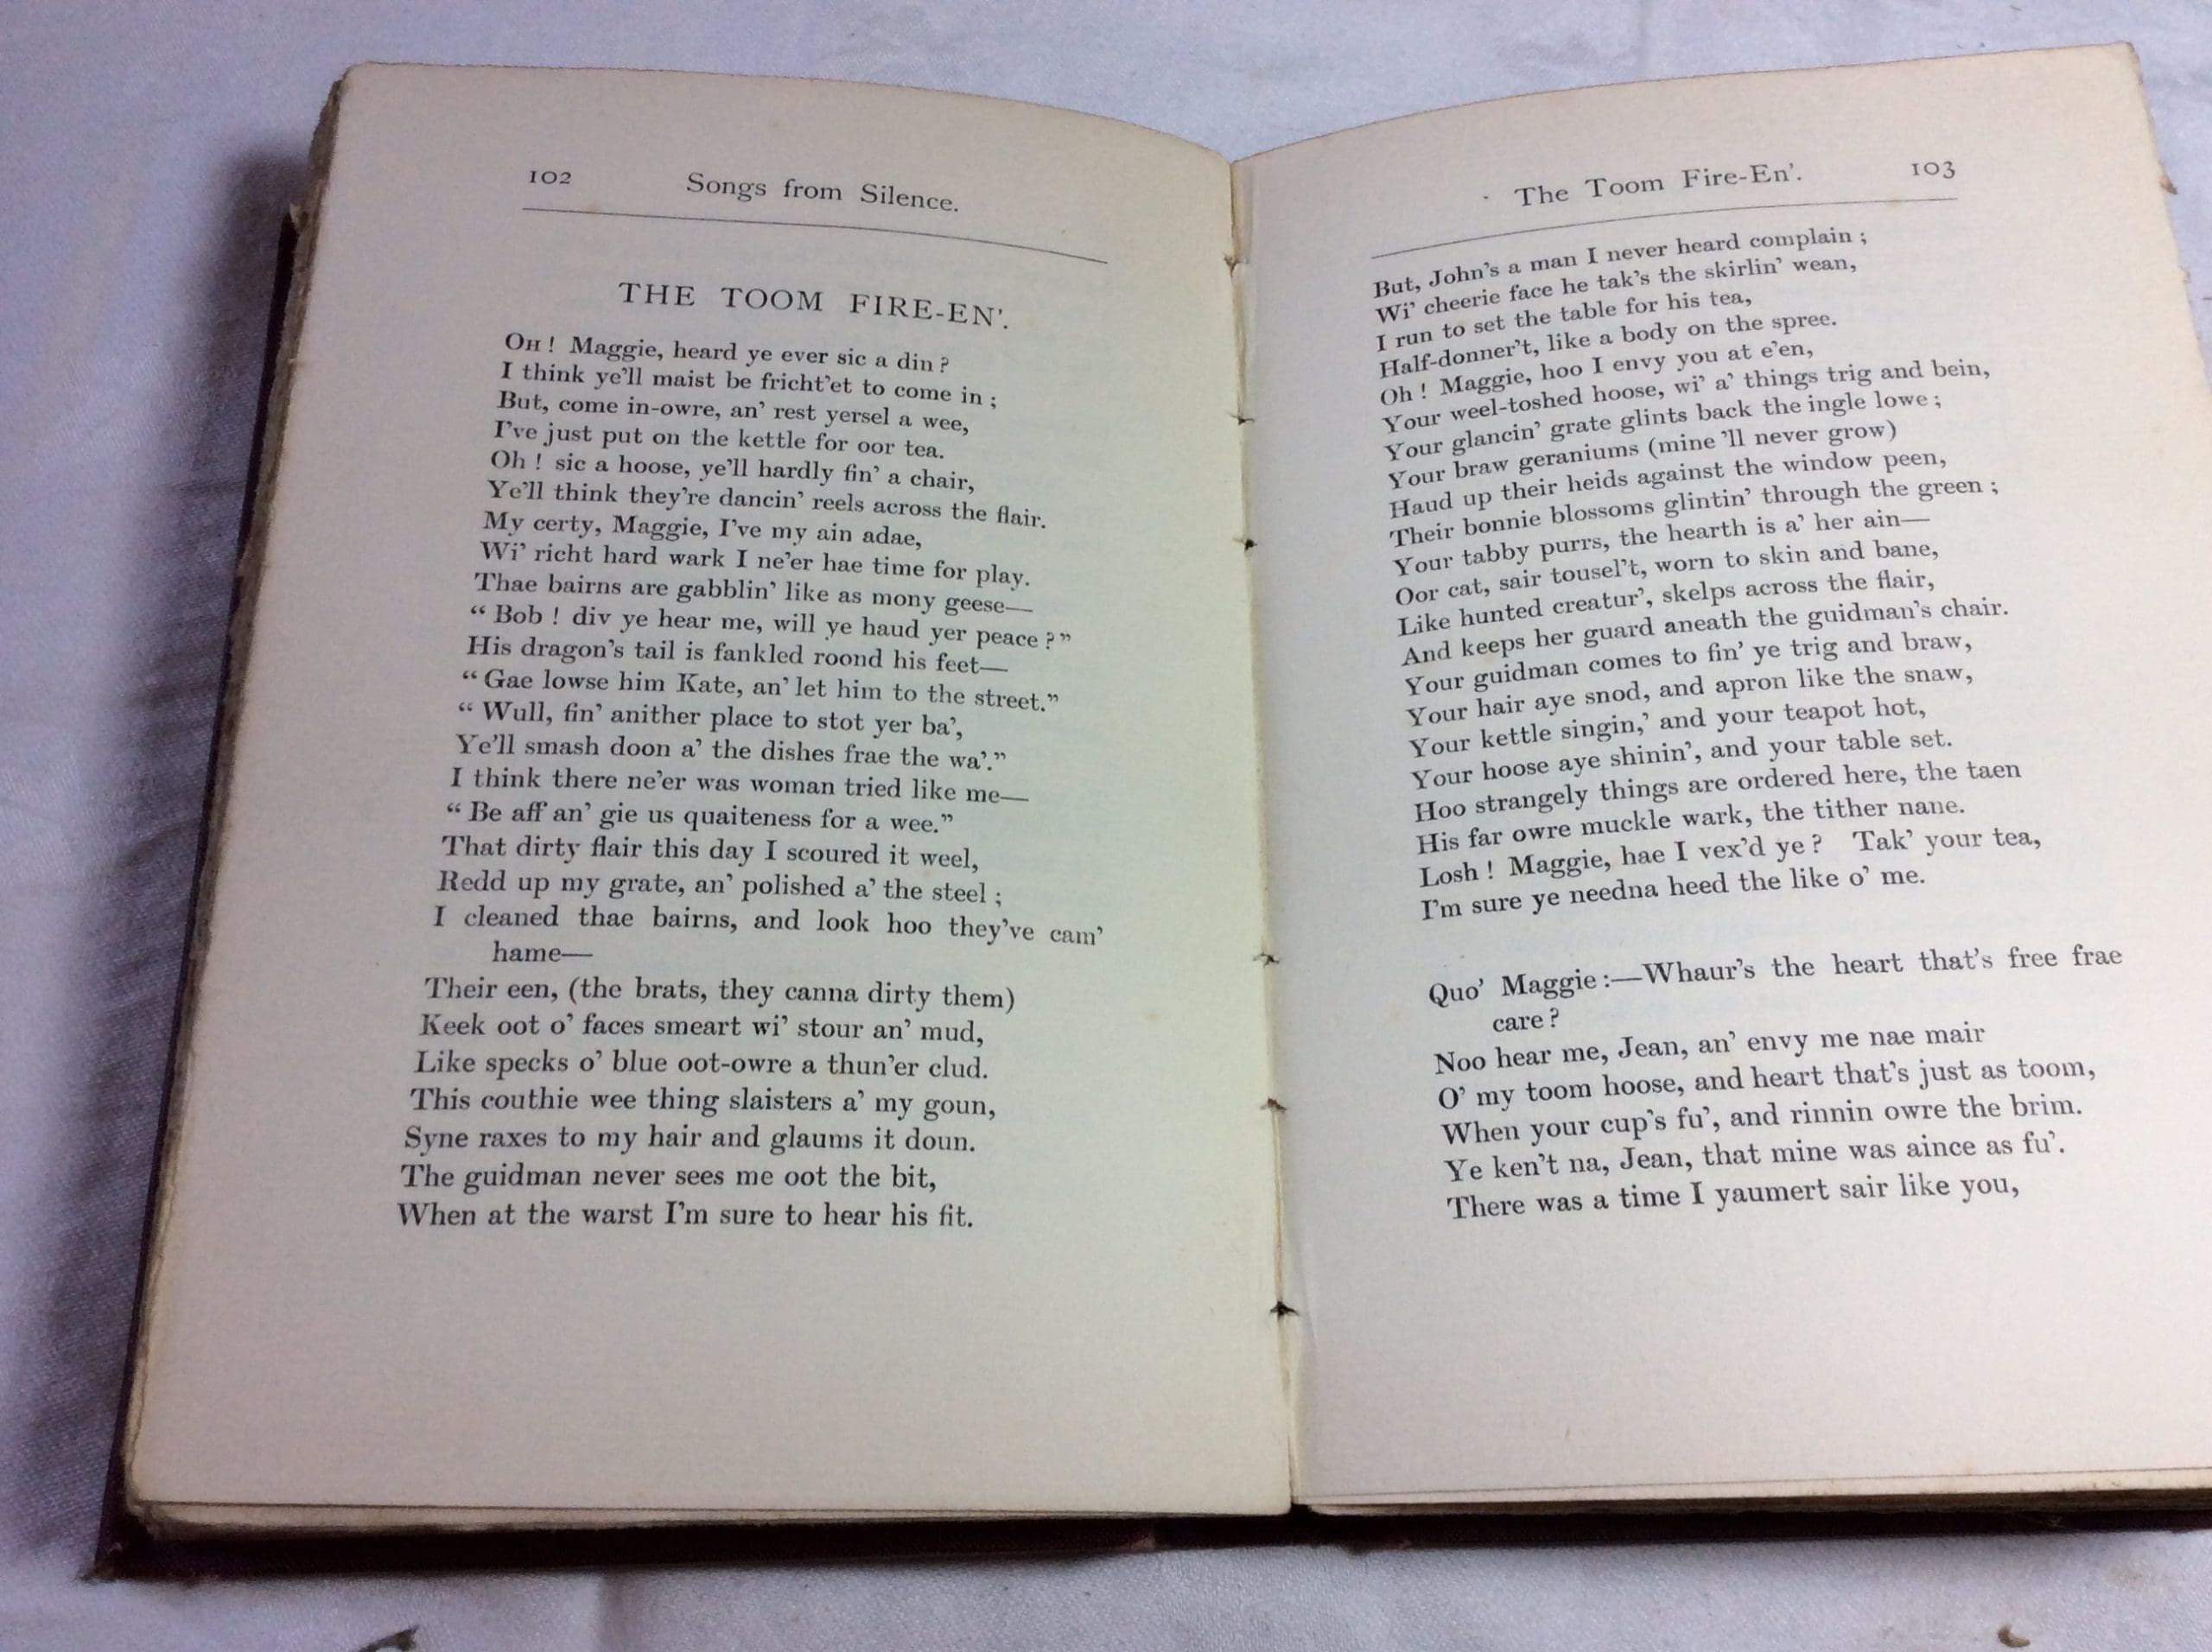 102 Songs from Silence.
THE TOOM FIRE-EN'.
OH! Maggie, heard ye ever sic a din?
I think ye'll maist be fricht'et to come in;
But, come in-owre, an' rest yersel a wee,
I've just put on the kettle for oor tea.
Oh! sic a hoose, ye'll hardly fin' a chair,
Ye'll think they're dancin' reels across the flair.
My certy, Maggie, I've my ain adae,
Wi' richt hard wark I ne'er hae time for play.
Thae bairns are gabblin' like as mony geese—
"Bob! div ye hear me, will ye haud yer peace?"
His dragon's tail is fankled roond his feet—
"Gae lowse him Kate, an' let him to the street."
"Wull, fin' anither place to stot yer ba',
Ye'll smash doon a' the dishes frae the wa'."
I think there ne'er was woman tried like me—
"Be aff an' gie us quaiteness for a wee."
That dirty flair this day I scoured it weel,
Redd up my grate, an' polished a' the steel;
I cleaned thae bairns, and look hoo they've cam'
hame—
Their een, (the brats, they canna dirty them)
Keek oot o' faces smeart wi' stour an' mud,
Like specks o' blue oot-owre a thun'er clud.
This couthie wee thing slaisters a' my goun,
Syne raxes to my hair and glaums it doun.
The guidman never sees me oot the bit,
When at the warst I'm sure to hear his fit.
The Toom Fire-En'. 103
But, John's a man I never heard complain;
Wi' cheerie face he tak's the skirlin' wean,
I run to set the table for his tea,
Half-donner't, like a body on the spree.
Oh! Maggie, hoo I envy you at e'en,
Your weel-toshed hoose, wi' a' things trig and bein,
Your glancin' grate glints back the ingle lowe;
Your braw geraniums (mine 'll never grow)
Haud up their heids against the window peen,
Their bonnie blossoms glintin' through the green;
Your tabby purrs, the hearth is a' her ain—
Oor cat, sair tousel't, worn to skin and bane,
Like hunted creatur', skelps across the flair,
And keeps her guard aneath the guidman's chair.
Your guidman comes to fin' ye trig and braw,
Your hair aye snod, and apron like the snaw,
Your kettle singin,' and your teapot hot,
Your hoose aye shinin', and your table set.
Hoo strangely things are ordered here, the taen
His far owre muckle wark, the tither nane.
Losh! Maggie, hae I vex'd ye? Tak' your tea,
I'm sure ye needna heed the like o' me.
Quo' Maggie:—Whaur's the heart that's free frae
care?
Noo hear me, Jean, an' envy me nae mair
O' my toom hoose, and heart that's just as toom,
When your cup's fu', and rinnin owre the brim.
Ye ken't na, Jean, that mine was aince as fu'.
There was a time I yaumert sair like you,